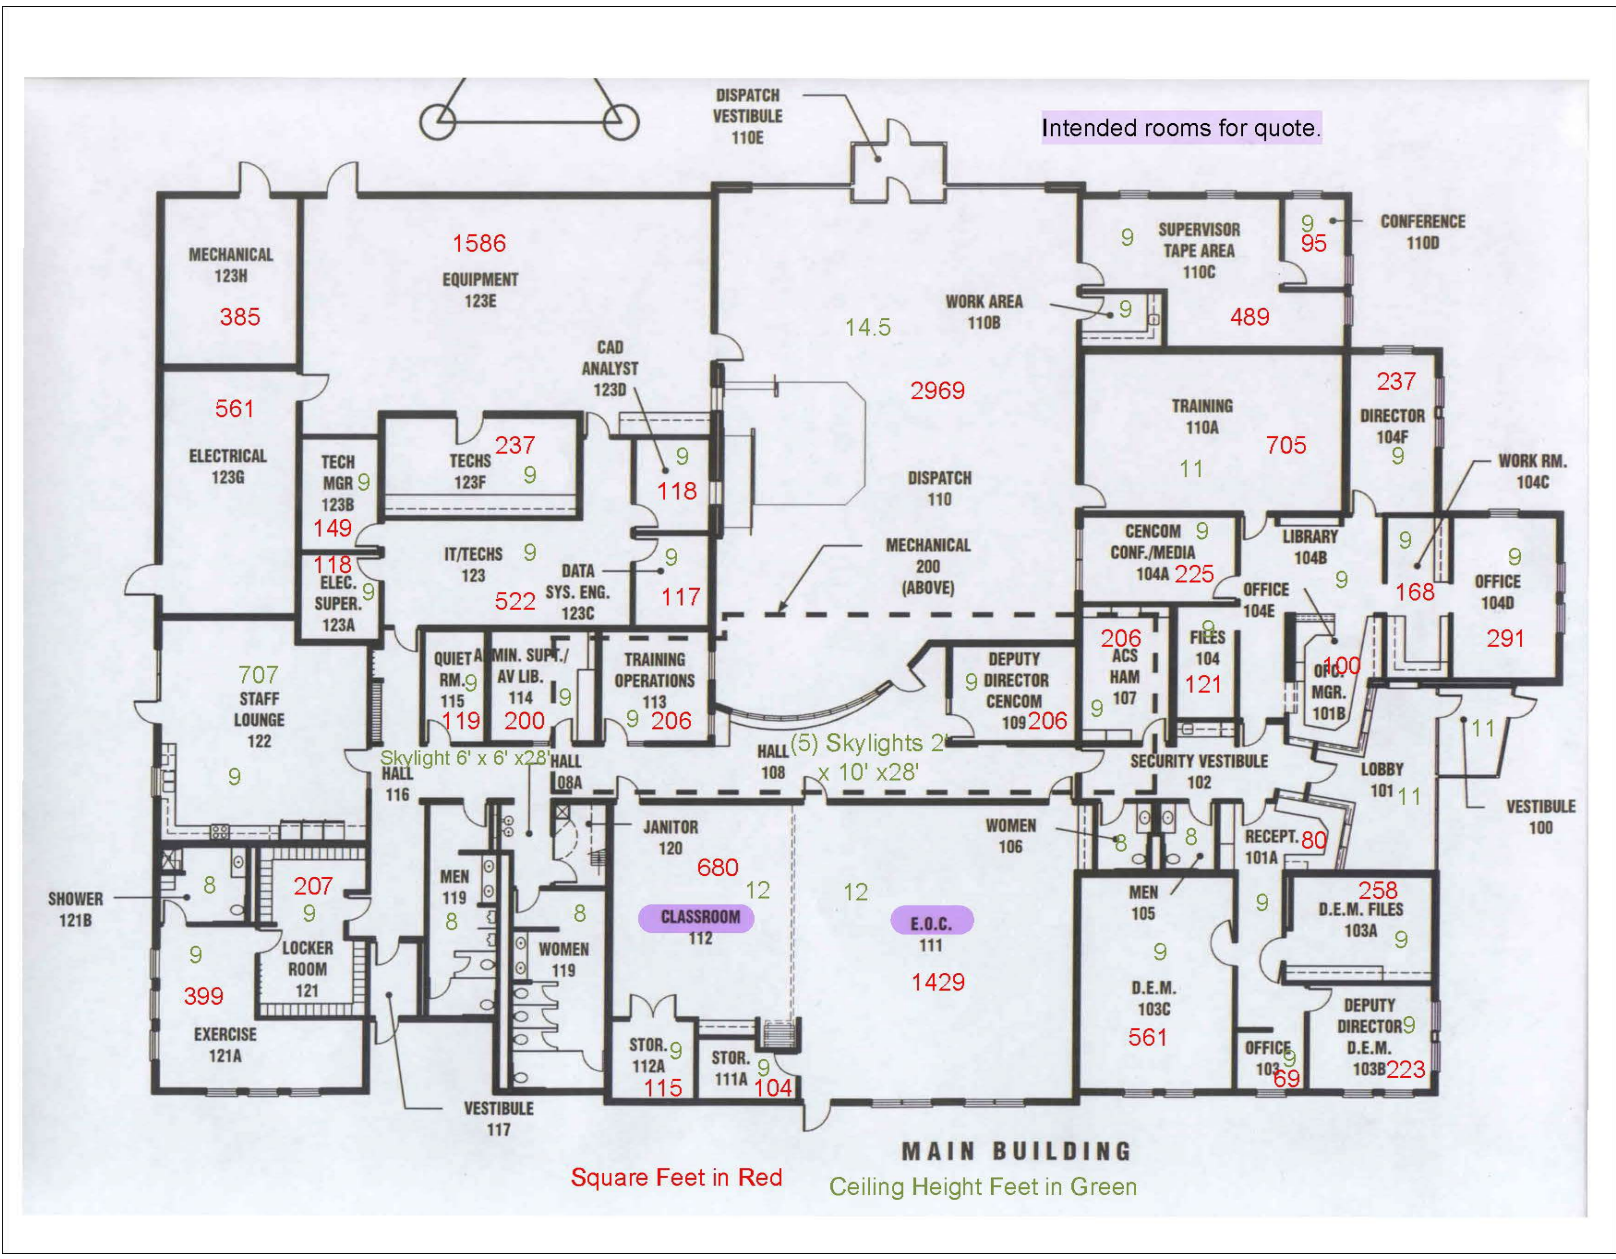 DISPATCH
VESTIBULE
110E
Intended rooms for quote.
MECHANICAL
123H
385
1586
EQUIPMENT
123E
14.5
2969
DISPATCH
110
WORK AREA
110B
9
9
SUPERVISOR
TAPE AREA
110C
489
9
95
CONFERENCE
110D
CAD
ANALYST
123D
561
ELECTRICAL
123G
TECH
MGR 9
123B
149
237
TECHS
123F
9
9
118
TRAINING
110A
705
11
237
DIRECTOR
104F
9
WORK RM.
104C
118
ELEC.
SUPER.
123A
9
IT/TECHS
123
9
522
DATA
SYS. ENG.
123C
9
117
MECHANICAL
200
(ABOVE)
CENCOM
CONF./MEDIA
104A
9
225
LIBRARY
104B
9
OFFICE
104E
9
168
9
OFFICE
104D
291
707
STAFF
LOUNGE
122
9
QUIET
RM.
115
9
119
114
AV LIB.
9
200
TRAINING
OPERATIONS
113
9
206
DEPUTY
DIRECTOR
CENCOM
109
9
206
206
ACS
HAM
107
9
FILES
104
9
121
100
OFC.
MGR.
101B
11
Skylight 6' x 6' x28'
HALL
116
HALL
08A
HALL
108
(5) Skylights 2'
x 10' x28'
SECURITY VESTIBULE
102
LOBBY
101
11
VESTIBULE
100
JANITOR
120
WOMEN
106
8
8
RECEPT.
101A
80
9
SHOWER
121B
8
207
9
LOCKER
ROOM
121
MEN
119
8
8
WOMEN
119
680
12
CLASSROOM
112
12
E.O.C.
111
1429
MEN
105
9
D.E.M.
103C
561
258
D.E.M. FILES
103A
9
9
399
EXERCISE
121A
STOR.
112A
9
115
STOR.
111A
9
104
OFFICE
103
9
69
DEPUTY
DIRECTOR
D.E.M.
103B
9
223
VESTIBULE
117
MAIN BUILDING
Square Feet in Red
Ceiling Height Feet in Green